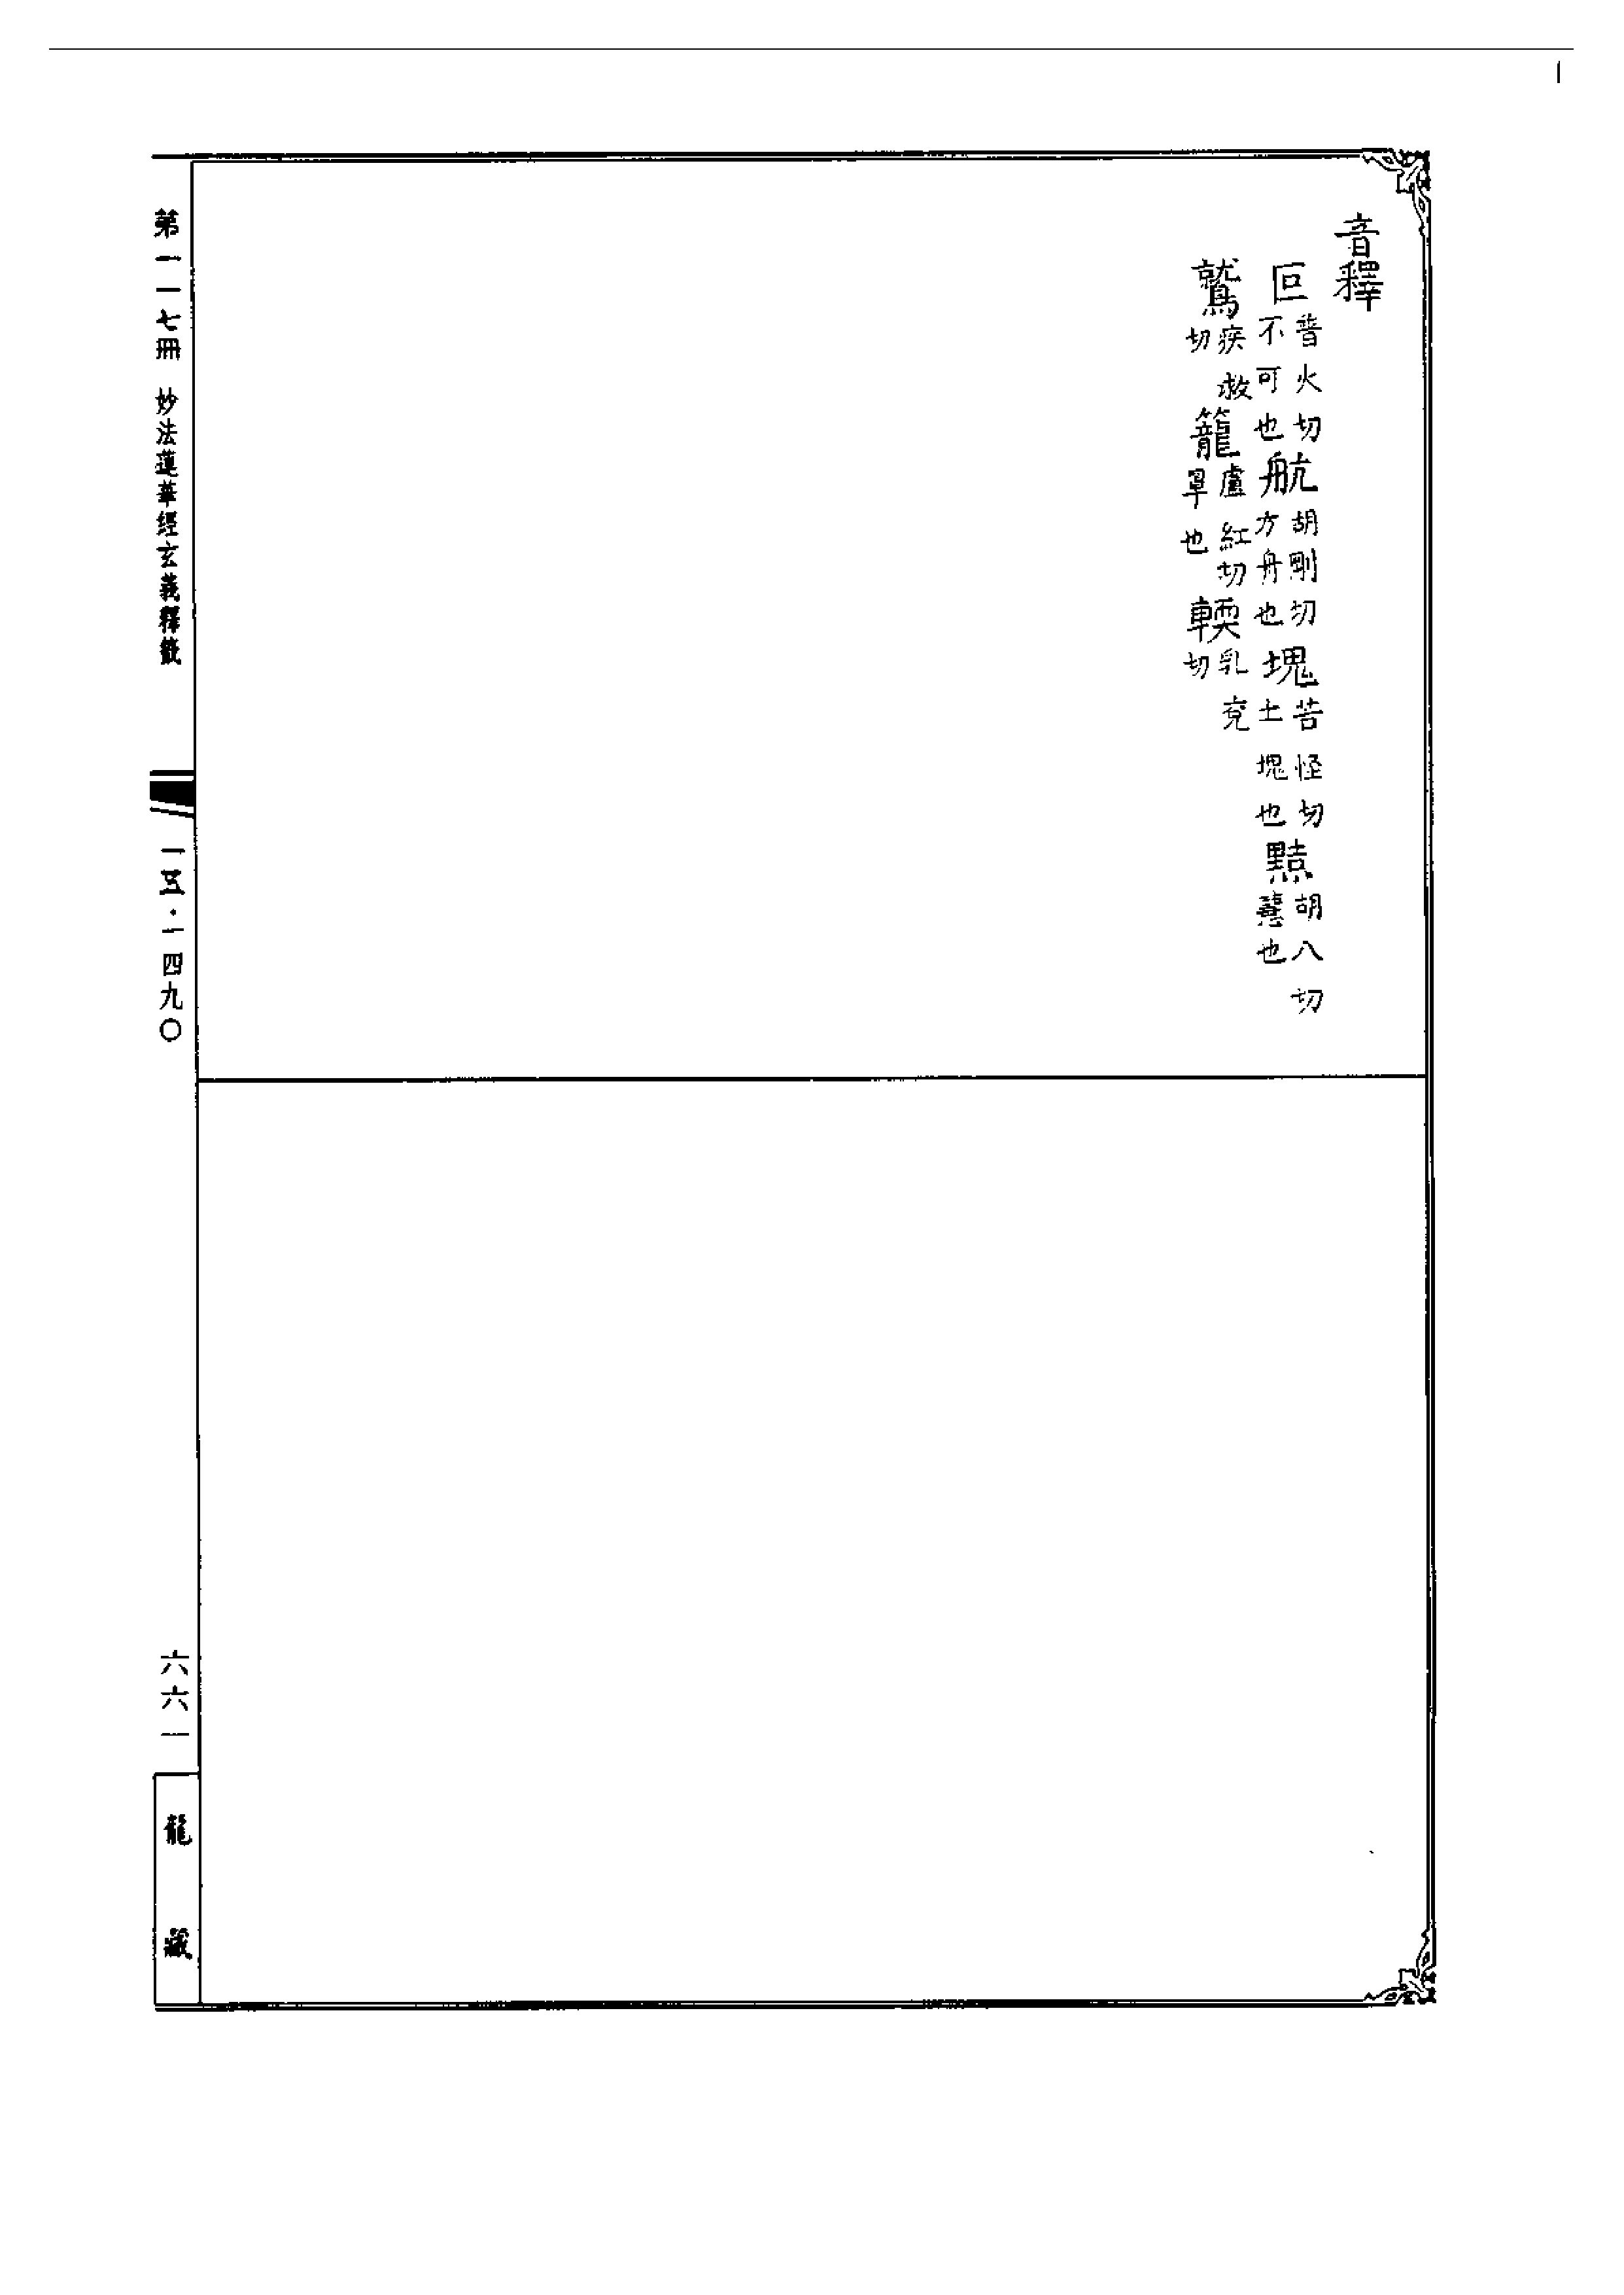 音釋
叵普火切不可也航胡剛切方舟也塊苦怪切土塊也黠胡八切慧也
鷲疾救切籠盧紅切罩也輭乳兗切
第一一七冊 妙法蓮華經玄義釋籤
一五·一四九〇
六六一
龍藏